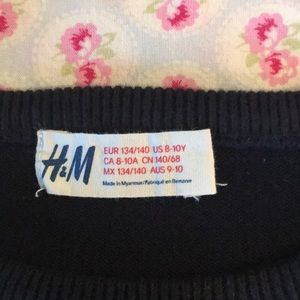 H&M
EUR 134/140 US 8-10Y
CA 8-10A CN 140/68
MX 134/140 AUS 9-10
Made in Myanmar/Fabriqué en Birmanie